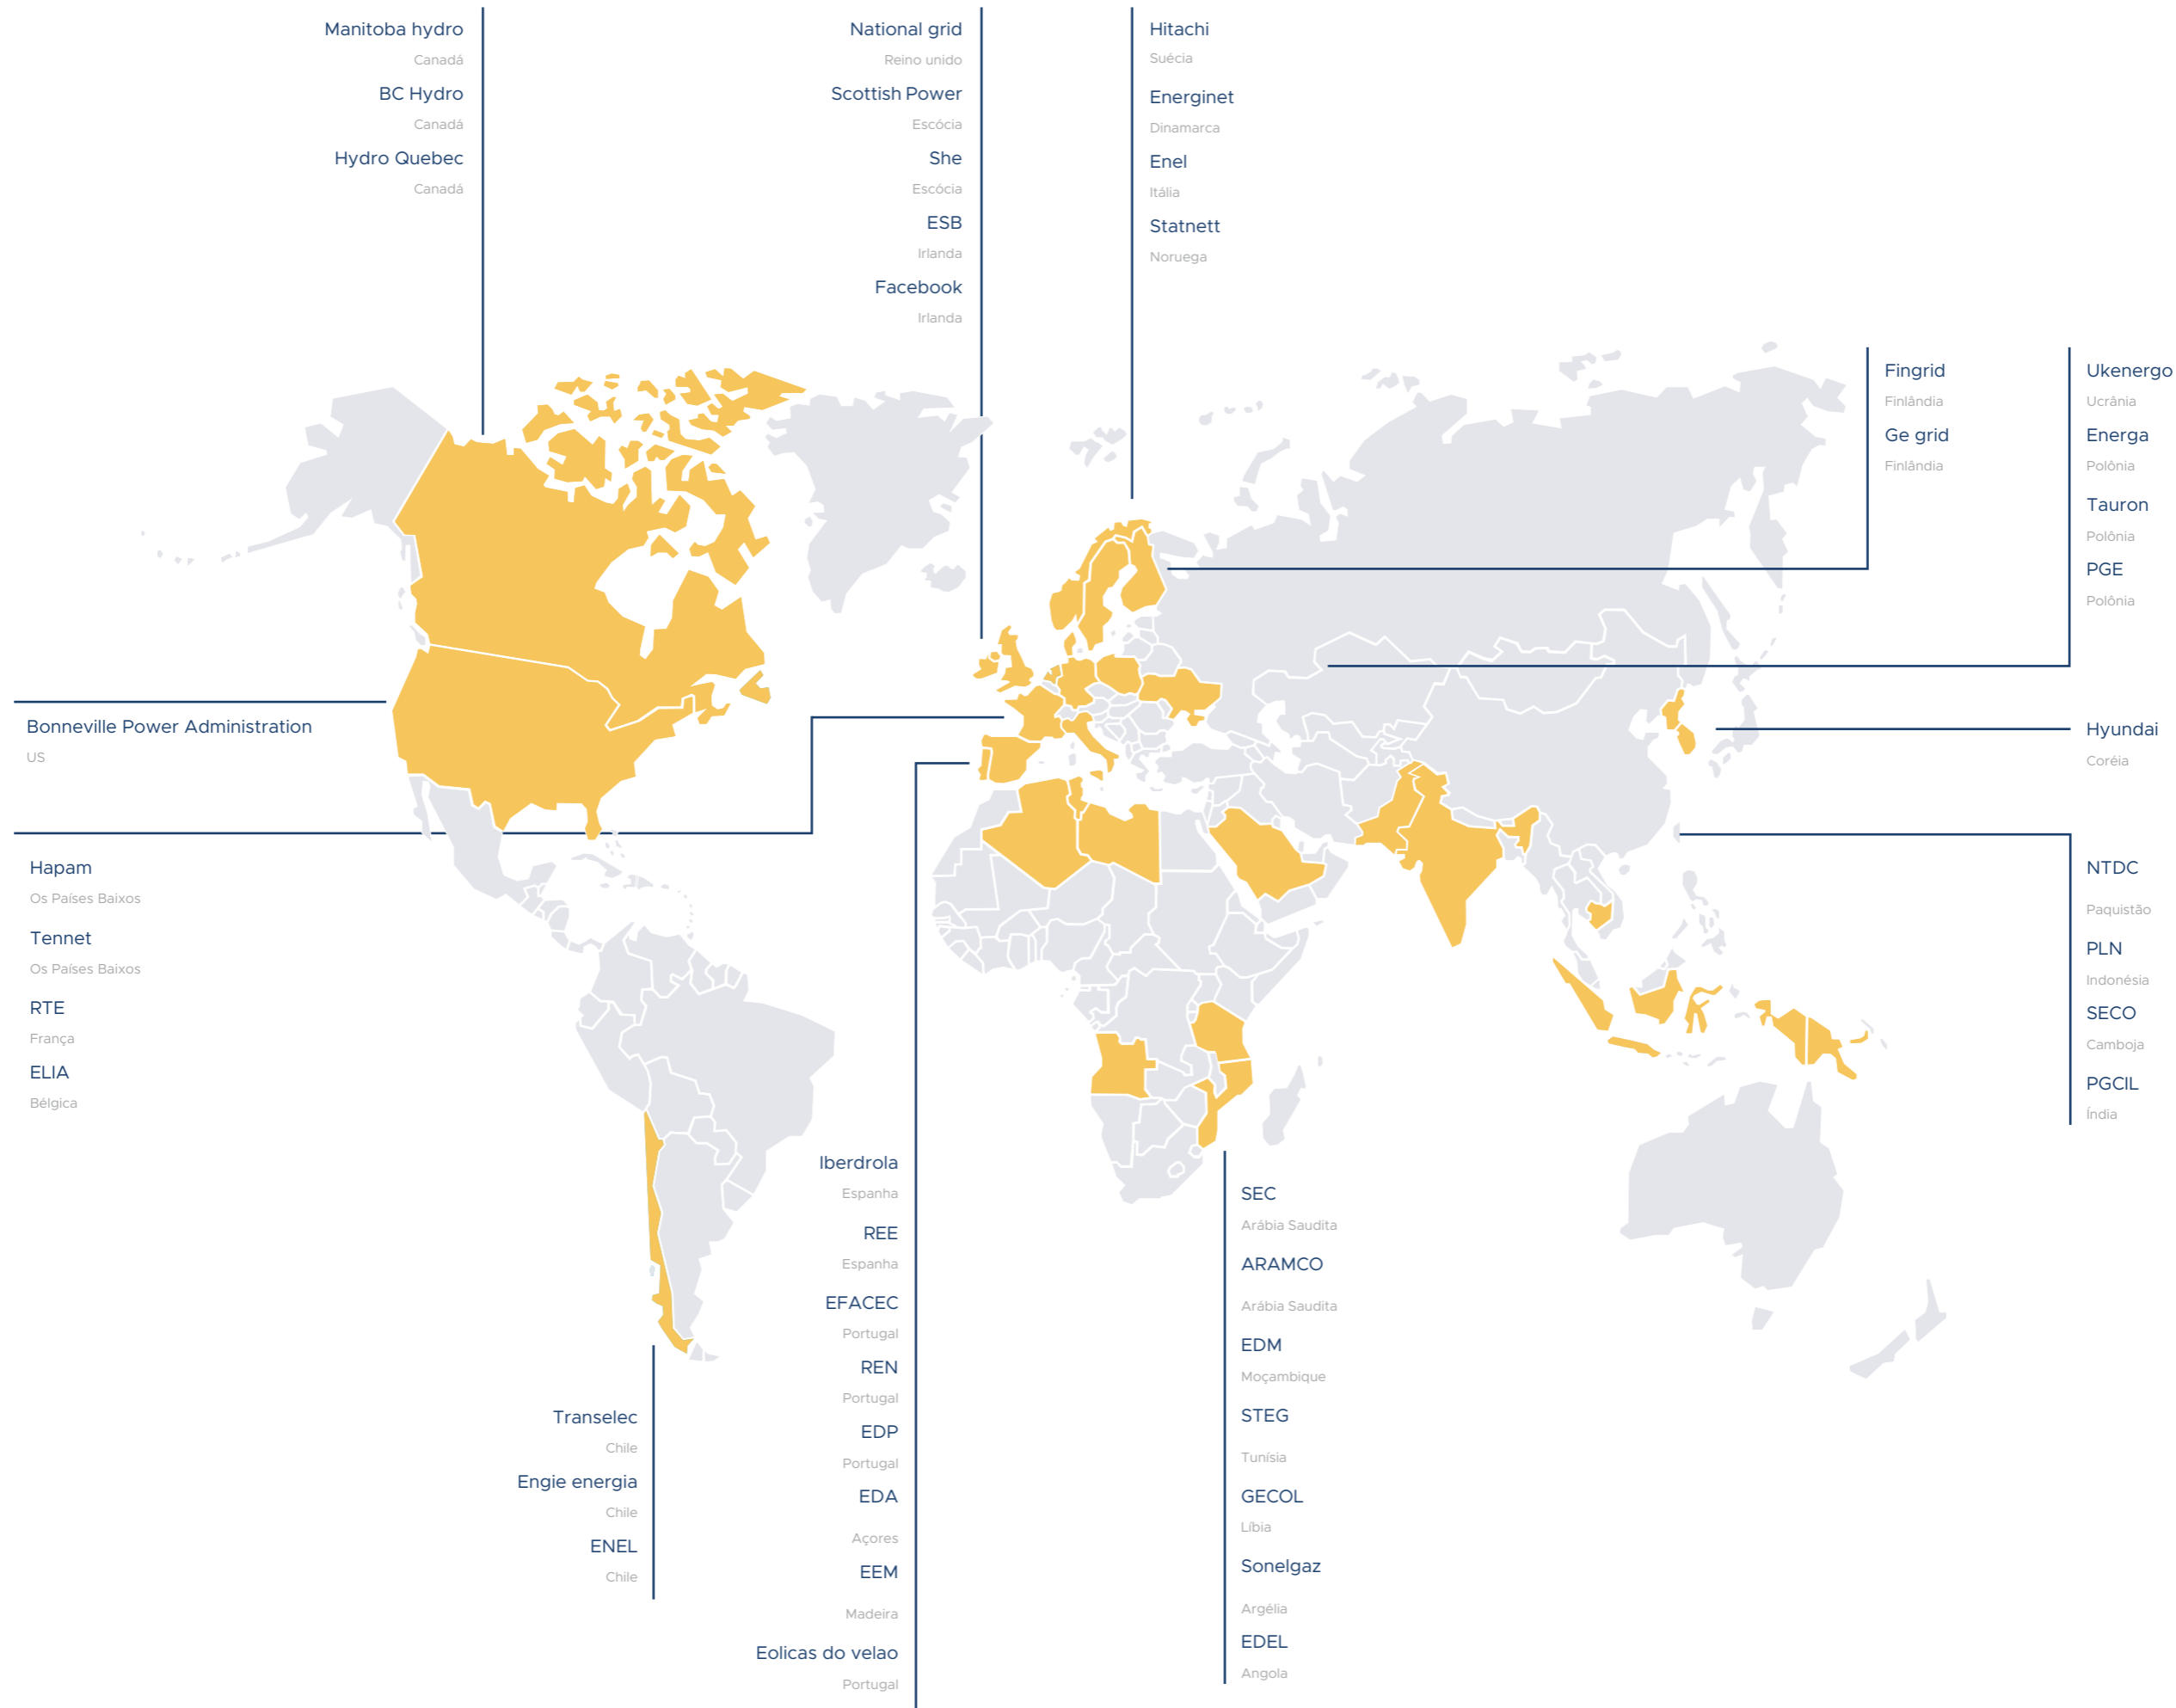 Manitoba hydro
Canadá
BC Hydro
Canadá
Hydro Quebec
Canadá
National grid
Reino unido
Scottish Power
Escócia
She
Escócia
ESB
Irlanda
Facebook
Irlanda
Hitachi
Suécia
Energinet
Dinamarca
Enel
Itália
Statnett
Noruega
Fingrid
Finlândia
Ge grid
Finlândia
Ukenergo
Ucrânia
Energa
Polônia
Tauron
Polônia
PGE
Polônia
Bonneville Power Administration
US
Hyundai
Coréia
Hapam
Os Países Baixos
Tennet
Os Países Baixos
RTE
França
ELIA
Bélgica
NTDC
Paquistão
PLN
Indonésia
SECO
Camboja
PGCIL
Índia
Transelec
Chile
Engie energia
Chile
ENEL
Chile
Iberdrola
Espanha
REE
Espanha
EFACEC
Portugal
REN
Portugal
EDP
Portugal
EDA
Açores
EEM
Madeira
Eolicas do velao
Portugal
SEC
Arábia Saudita
ARAMCO
Arábia Saudita
EDM
Moçambique
STEG
Tunísia
GECOL
Líbia
Sonelgaz
Argélia
EDEL
Angola